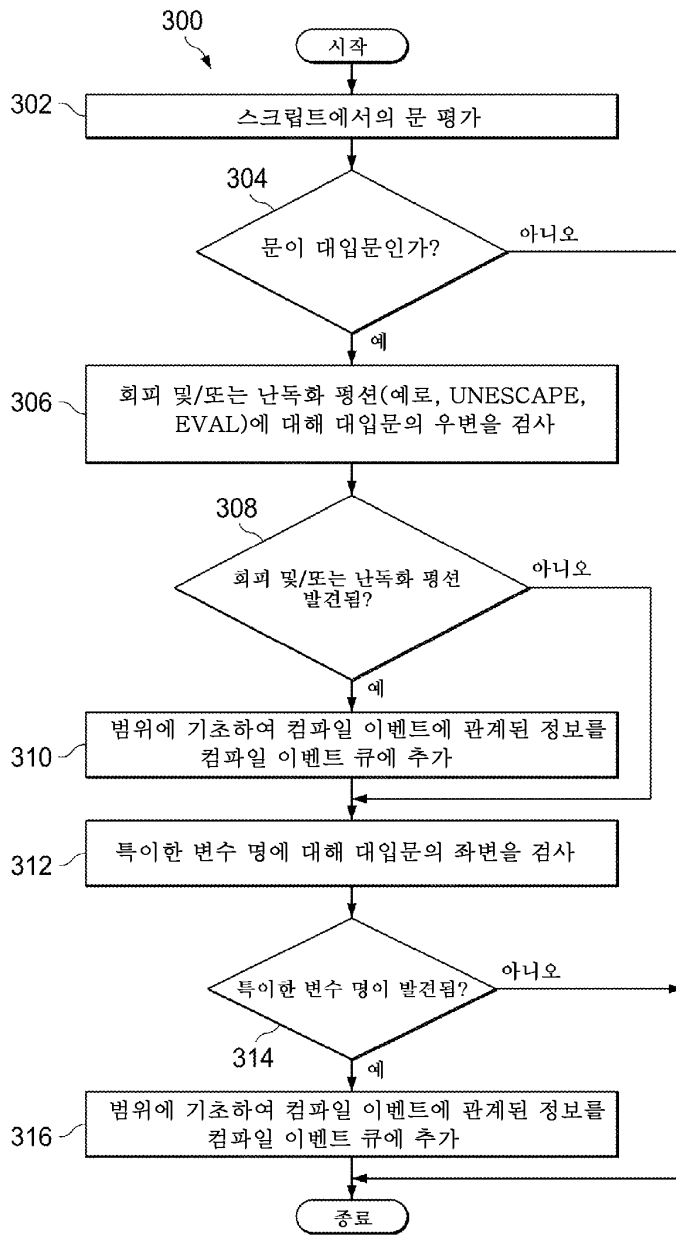 300
시작
302
스크립트에서의 문 평가
304
문이 대입문인가?
아니오
예
306
회피 및/또는 난독화 평션(예로, UNESCAPE,
EVAL)에 대해 대입문의 우변을 검사
308
회피 및/또는 난독화 평션
발견됨?
아니오
예
310
범위에 기초하여 컴파일 이벤트에 관계된 정보를
컴파일 이벤트 큐에 추가
312
특이한 변수 명에 대해 대입문의 좌변을 검사
특이한 변수 명이 발견됨?
아니오
314
예
316
범위에 기초하여 컴파일 이벤트에 관계된 정보를
컴파일 이벤트 큐에 추가
종료